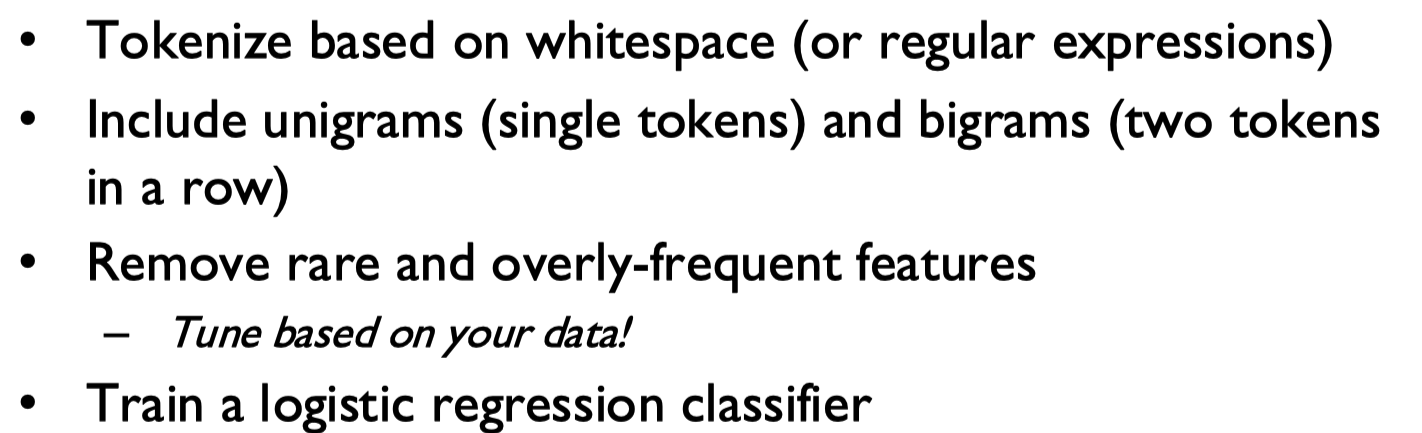 • Tokenize based on whitespace (or regular expressions)
• Include unigrams (single tokens) and bigrams (two tokens
in a row)
• Remove rare and overly-frequent features
– Tune based on your data!
• Train a logistic regression classifier